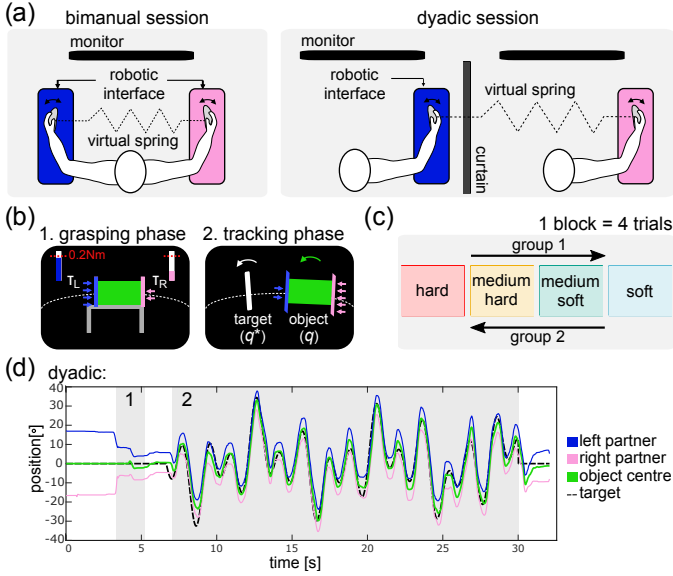 (a)
bimanual session
monitor
robotic
interface
virtual spring
dyadic session
monitor
robotic
interface
virtual spring
curtain
(b)
1. grasping phase
0.2Nm
τL
τR
2. tracking phase
target
(q*)
object
(q)
(c)
1 block = 4 trials
group 1
hard
medium
hard
medium
soft
soft
group 2
(d)
dyadic:
position[°]
40
30
20
10
0
-10
-20
-30
-40
1
2
0
5
10
15
20
25
30
time [s]
left partner
right partner
object centre
target